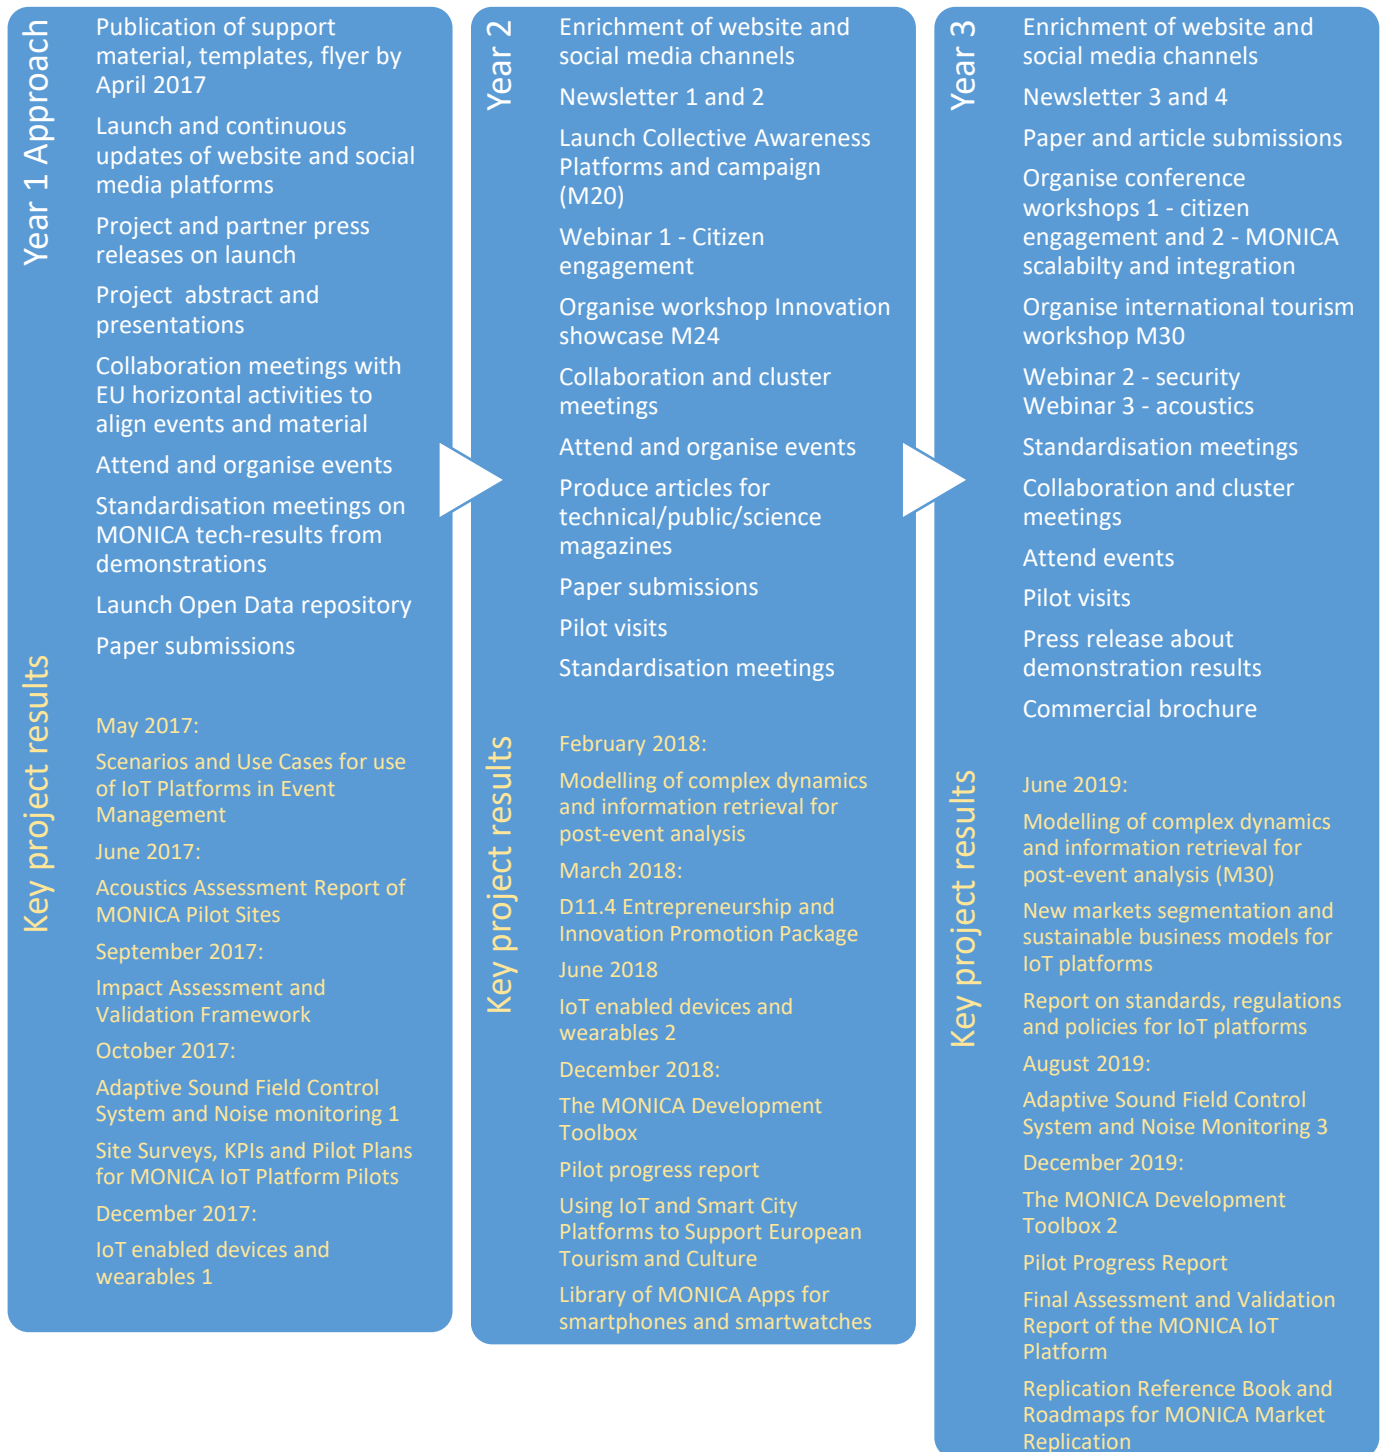 Year 1 Approach
Publication of support
material, templates, flyer by
April 2017
Launch and continuous
updates of website and social
media platforms
Project and partner press
releases on launch
Project  abstract and
presentations
Collaboration meetings with
EU horizontal activities to
align events and material
Attend and organise events
Standardisation meetings on
MONICA tech-results from
demonstrations
Launch Open Data repository
Paper submissions
Key project results
May 2017:
Scenarios and Use Cases for use
of IoT Platforms in Event
Management
June 2017:
Acoustics Assessment Report of
MONICA Pilot Sites
September 2017:
Impact Assessment and
Validation Framework
October 2017:
Adaptive Sound Field Control
System and Noise monitoring 1
Site Surveys, KPIs and Pilot Plans
for MONICA IoT Platform Pilots
December 2017:
IoT enabled devices and
wearables 1
Year 2
Enrichment of website and
social media channels
Newsletter 1 and 2
Launch Collective Awareness
Platforms and campaign
(M20)
Webinar 1 - Citizen
engagement
Organise workshop Innovation
showcase M24
Collaboration and cluster
meetings
Attend and organise events
Produce articles for
technical/public/science
magazines
Paper submissions
Pilot visits
Standardisation meetings
Key project results
February 2018:
Modelling of complex dynamics
and information retrieval for
post-event analysis
March 2018:
D11.4 Entrepreneurship and
Innovation Promotion Package
June 2018
IoT enabled devices and
wearables 2
December 2018:
The MONICA Development
Toolbox
Pilot progress report
Using IoT and Smart City
Platforms to Support European
Tourism and Culture
Library of MONICA Apps for
smartphones and smartwatches
Year 3
Enrichment of website and
social media channels
Newsletter 3 and 4
Paper and article submissions
Organise conference
workshops 1 - citizen
engagement and 2 - MONICA
scalabilty and integration
Organise international tourism
workshop M30
Webinar 2 - security
Webinar 3 - acoustics
Standardisation meetings
Collaboration and cluster
meetings
Attend events
Pilot visits
Press release about
demonstration results
Commercial brochure
Key project results
June 2019:
Modelling of complex dynamics
and information retrieval for
post-event analysis (M30)
New markets segmentation and
sustainable business models for
IoT platforms
Report on standards, regulations
and policies for IoT platforms
August 2019:
Adaptive Sound Field Control
System and Noise Monitoring 3
December 2019:
The MONICA Development
Toolbox 2
Pilot Progress Report
Final Assessment and Validation
Report of the MONICA IoT
Platform
Replication Reference Book and
Roadmaps for MONICA Market
Replication